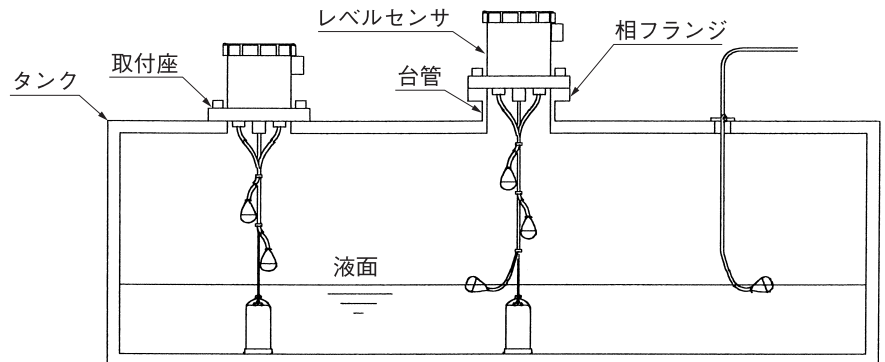 レベルセンサ
相フランジ
取付座
台管
タンク
液面